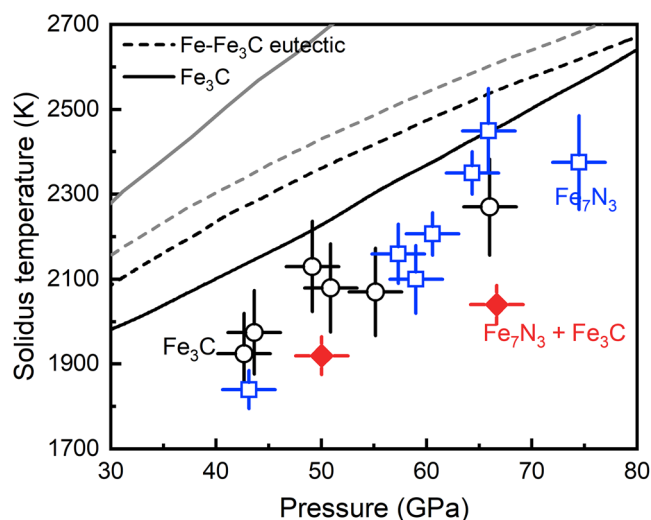 2700
2500
2300
2100
1900
1700
Solidus temperature (K)
Fe-Fe₃C eutectic
Fe₃C
Fe₇N₃
Fe₃C
Fe₇N₃ + Fe₃C
30
40
50
60
70
80
Pressure (GPa)